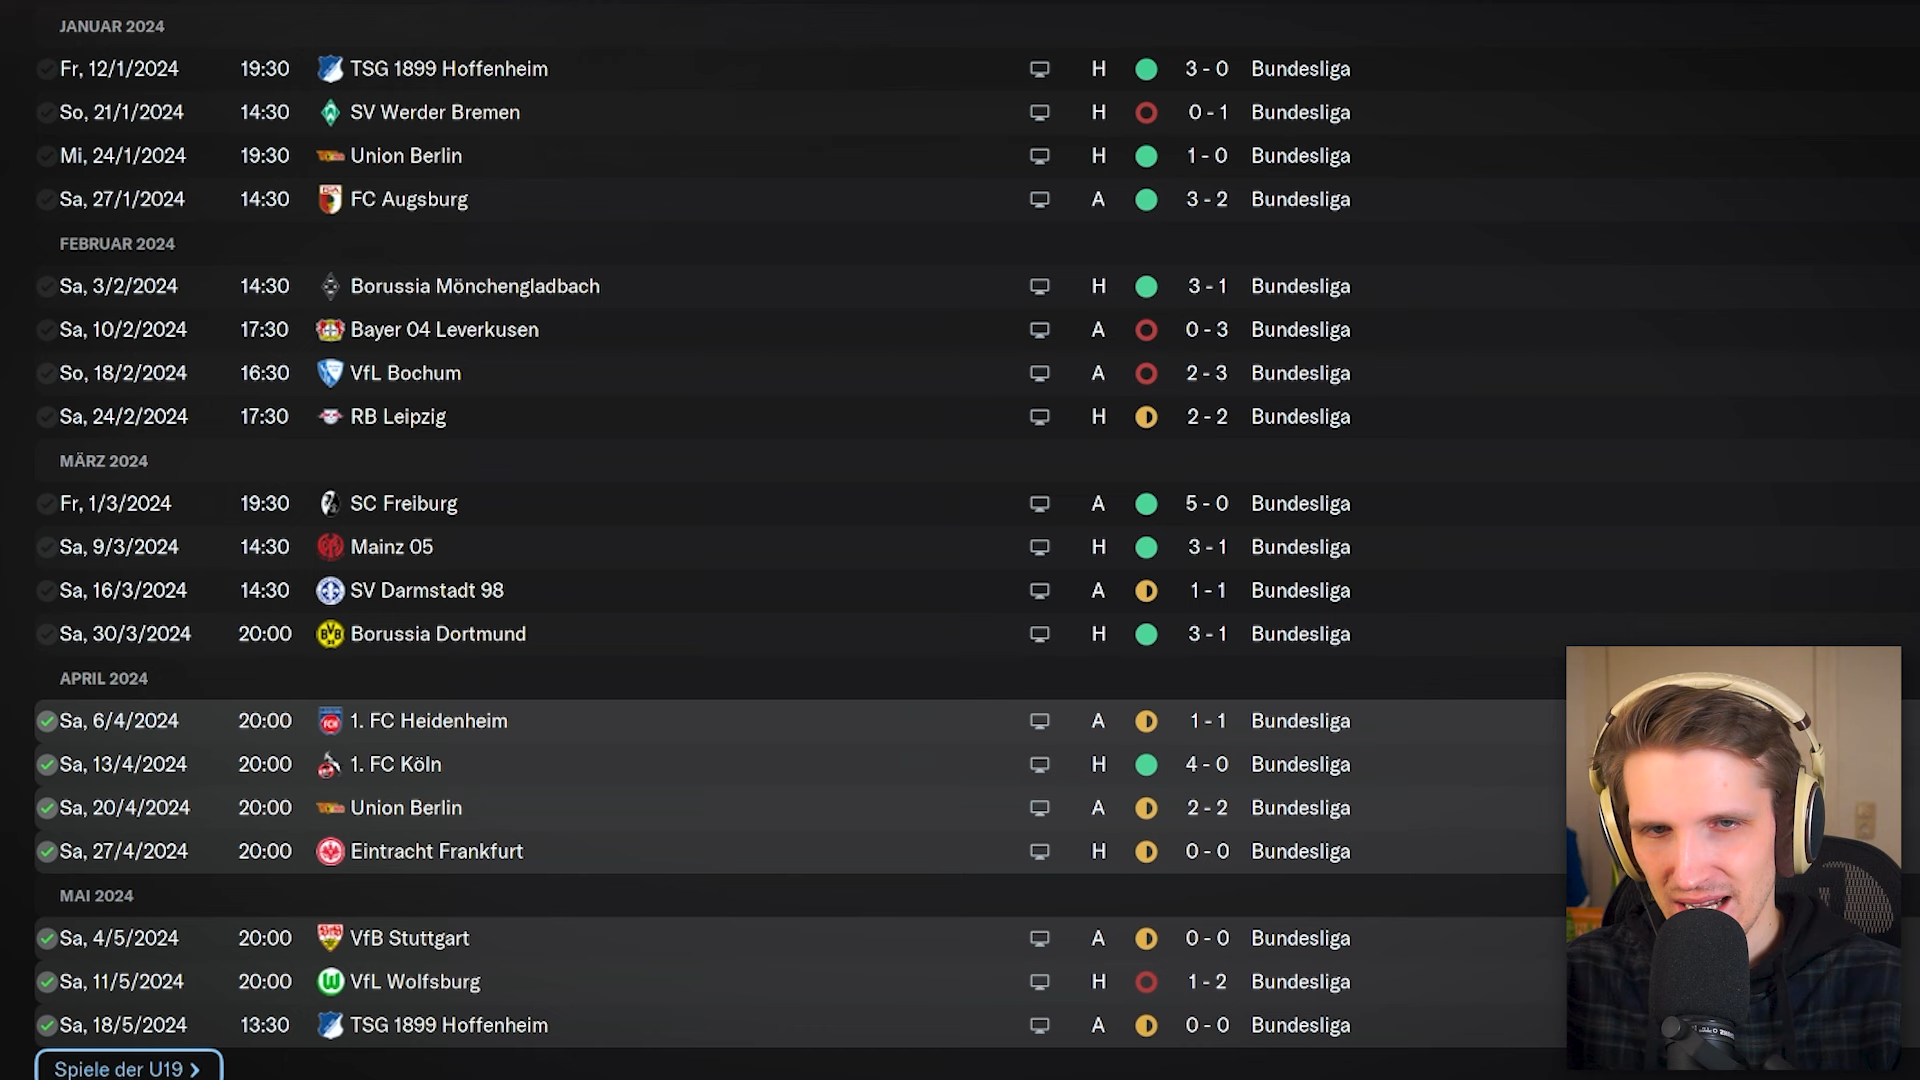 JANUAR 2024
Fr, 12/1/2024 19:30 TSG 1899 Hoffenheim H 3 - 0 Bundesliga
So, 21/1/2024 14:30 SV Werder Bremen H 0 - 1 Bundesliga
Mi, 24/1/2024 19:30 Union Berlin H 1 - 0 Bundesliga
Sa, 27/1/2024 14:30 FC Augsburg A 3 - 2 Bundesliga
FEBRUAR 2024
Sa, 3/2/2024 14:30 Borussia Mönchengladbach H 3 - 1 Bundesliga
Sa, 10/2/2024 17:30 Bayer 04 Leverkusen A 0 - 3 Bundesliga
So, 18/2/2024 16:30 VfL Bochum A 2 - 3 Bundesliga
Sa, 24/2/2024 17:30 RB Leipzig H 2 - 2 Bundesliga
MÄRZ 2024
Fr, 1/3/2024 19:30 SC Freiburg A 5 - 0 Bundesliga
Sa, 9/3/2024 14:30 Mainz 05 H 3 - 1 Bundesliga
Sa, 16/3/2024 14:30 SV Darmstadt 98 A 1 - 1 Bundesliga
Sa, 30/3/2024 20:00 BVB Borussia Dortmund H 3 - 1 Bundesliga
APRIL 2024
Sa, 6/4/2024 20:00 FCH 1. FC Heidenheim A 1 - 1 Bundesliga
Sa, 13/4/2024 20:00 1. FC Köln H 4 - 0 Bundesliga
Sa, 20/4/2024 20:00 Union Berlin A 2 - 2 Bundesliga
Sa, 27/4/2024 20:00 Eintracht Frankfurt H 0 - 0 Bundesliga
MAI 2024
Sa, 4/5/2024 20:00 VfB Stuttgart A 0 - 0 Bundesliga
Sa, 11/5/2024 20:00 VfL Wolfsburg H 1 - 2 Bundesliga
Sa, 18/5/2024 13:30 TSG 1899 Hoffenheim A 0 - 0 Bundesliga
Spiele der U19 >